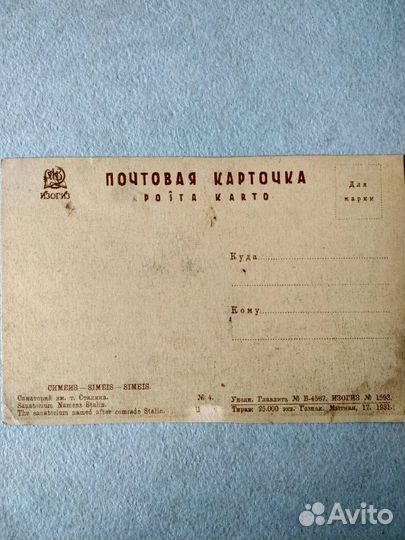 ИЗОГИЗ
ПОЧТОВАЯ КАРТОЧКА
POŜTA KARTO
Для
марки
Куда
Кому
СИМЕИЗ — SIMEIS — SIMEIS.
Санаторий им. т. Сталина.
Sanatorium Namens Stalin.
The sanatorium named after comrade Stalin.
№ 4.
Уполн. Главлита № В-4567. ИЗОГИЗ № 1593.
Тираж 25.000 экз. Гознак. Мытная, 17. 1931.
Avito